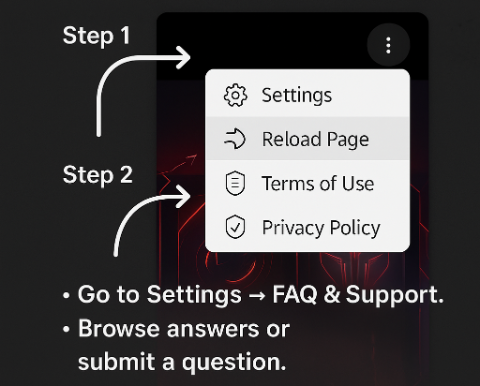 Step 1
Settings
Reload Page
Step 2
Terms of Use
Privacy Policy
• Go to Settings → FAQ & Support.
• Browse answers or
submit a question.